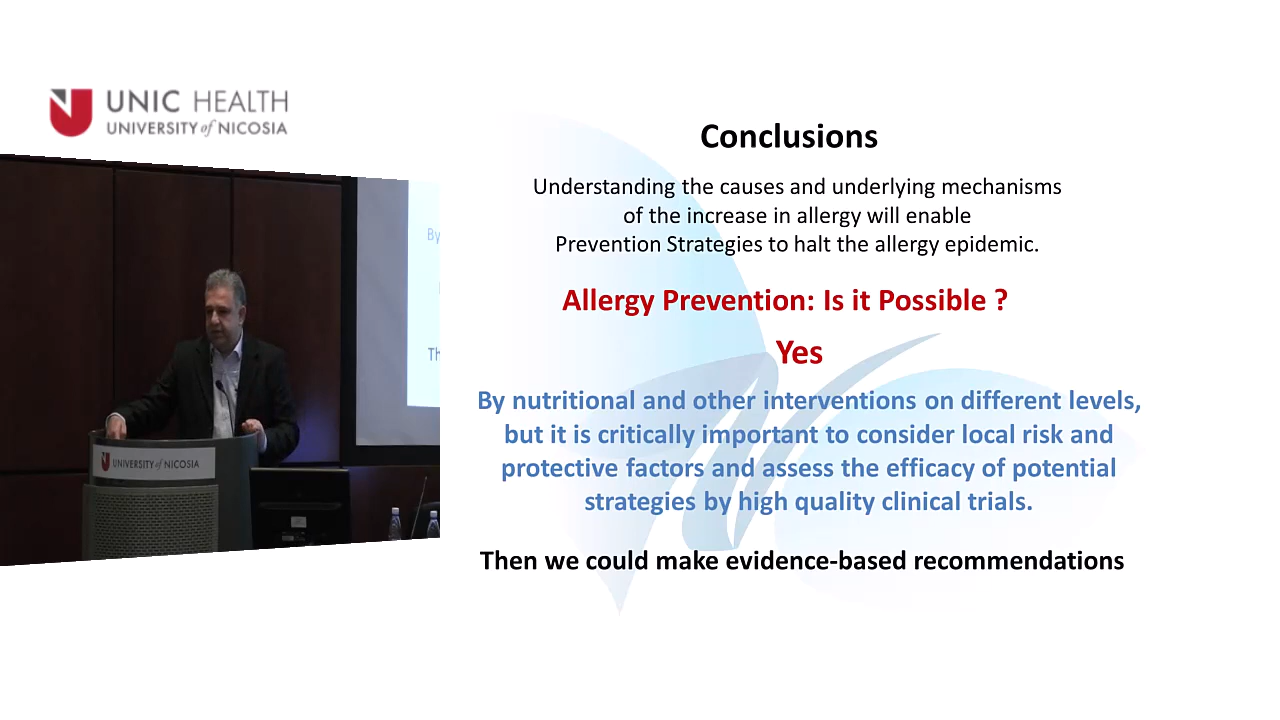 UNIC HEALTH
UNIVERSITY of NICOSIA
Conclusions
Understanding the causes and underlying mechanisms
of the increase in allergy will enable
Prevention Strategies to halt the allergy epidemic.
Allergy Prevention: Is it Possible ?
Yes
By nutritional and other interventions on different levels,
but it is critically important to consider local risk and
protective factors and assess the efficacy of potential
strategies by high quality clinical trials.
Then we could make evidence-based recommendations
By
Th
UNIVERSITY of NICOSIA